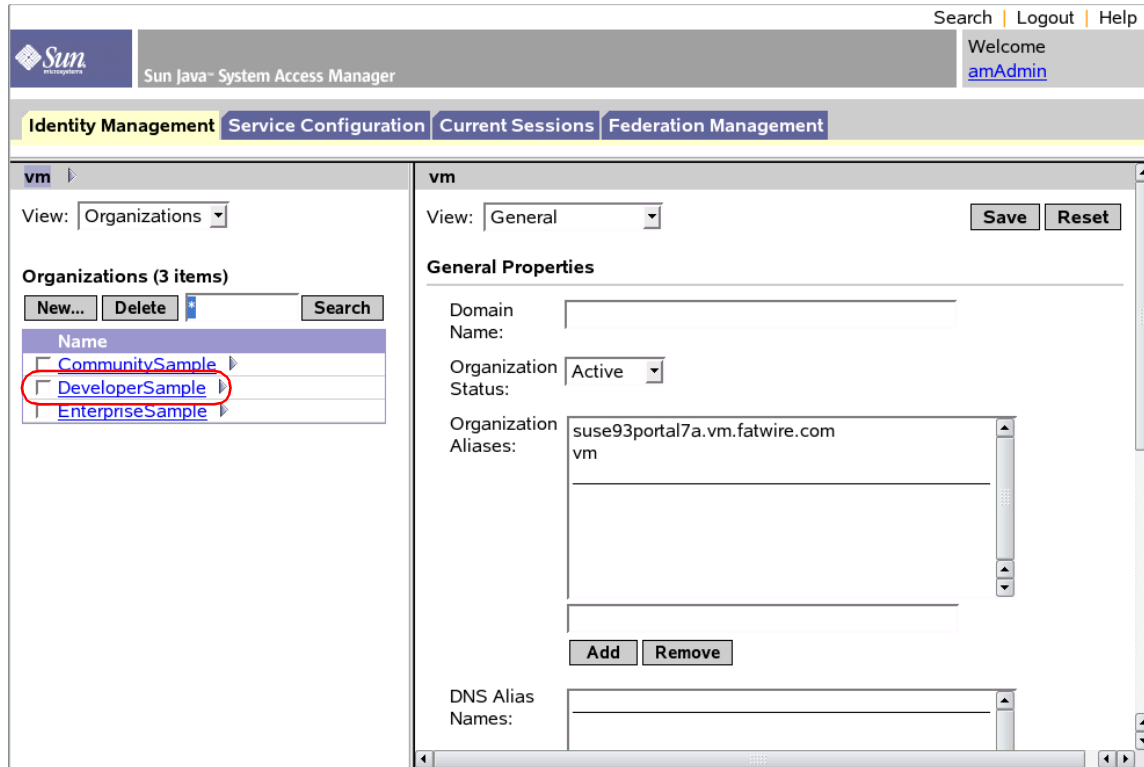 Search | Logout | Help
Sun
microsystems
Sun Java™ System Access Manager
Welcome
amAdmin
Identity Management
Service Configuration
Current Sessions
Federation Management
vm
View: Organizations
Organizations (3 items)
New... Delete * Search
Name
CommunitySample
DeveloperSample
EnterpriseSample
vm
View: General
Save Reset
General Properties
Domain
Name:
Organization
Status:
Active
Organization
Aliases:
suse93portal7a.vm.fatwire.com
vm
Add Remove
DNS Alias
Names: